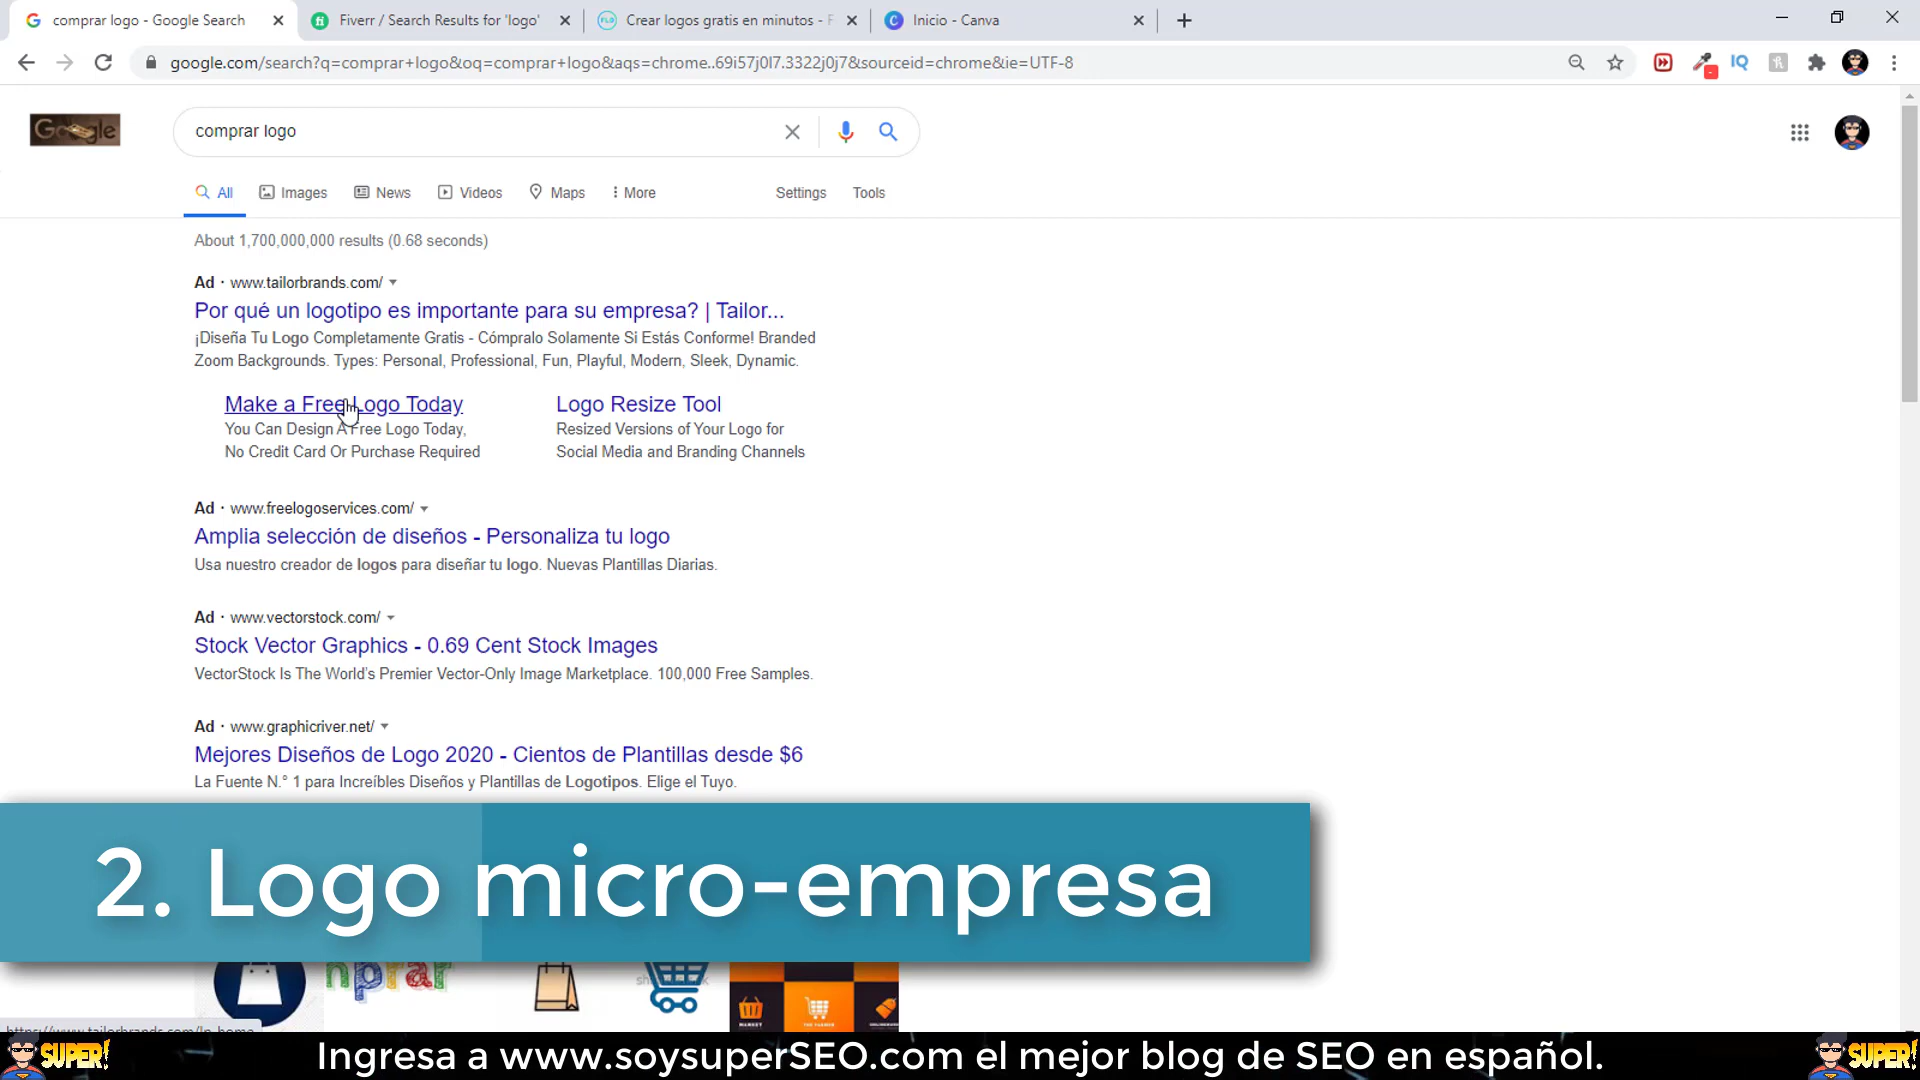 comprar logo - Google Search
Fiverr / Search Results for 'logo'
Crear logos gratis en minutos - F
Inicio - Canva
google.com/search?q=comprar+logo&oq=comprar+logo&aqs=chrome..69i57j0l7.3322j0j7&sourceid=chrome&ie=UTF-8
Google
comprar logo
All
Images
News
Videos
Maps
More
Settings
Tools
About 1,700,000,000 results (0.68 seconds)
Ad · www.tailorbrands.com/
Por qué un logotipo es importante para su empresa? | Tailor...
¡Diseña Tu Logo Completamente Gratis - Cómpralo Solamente Si Estás Conforme! Branded
Zoom Backgrounds. Types: Personal, Professional, Fun, Playful, Modern, Sleek, Dynamic.
Make a Free Logo Today
You Can Design A Free Logo Today,
No Credit Card Or Purchase Required
Logo Resize Tool
Resized Versions of Your Logo for
Social Media and Branding Channels
Ad · www.freelogoservices.com/
Amplia selección de diseños - Personaliza tu logo
Usa nuestro creador de logos para diseñar tu logo. Nuevas Plantillas Diarias.
Ad · www.vectorstock.com/
Stock Vector Graphics - 0.69 Cent Stock Images
VectorStock Is The World's Premier Vector-Only Image Marketplace. 100,000 Free Samples.
Ad · www.graphicriver.net/
Mejores Diseños de Logo 2020 - Cientos de Plantillas desde $6
La Fuente N.° 1 para Increíbles Diseños y Plantillas de Logotipos. Elige el Tuyo.
2. Logo micro-empresa
SUPER!
Ingresa a www.soysuperSEO.com el mejor blog de SEO en español.
SUPER!